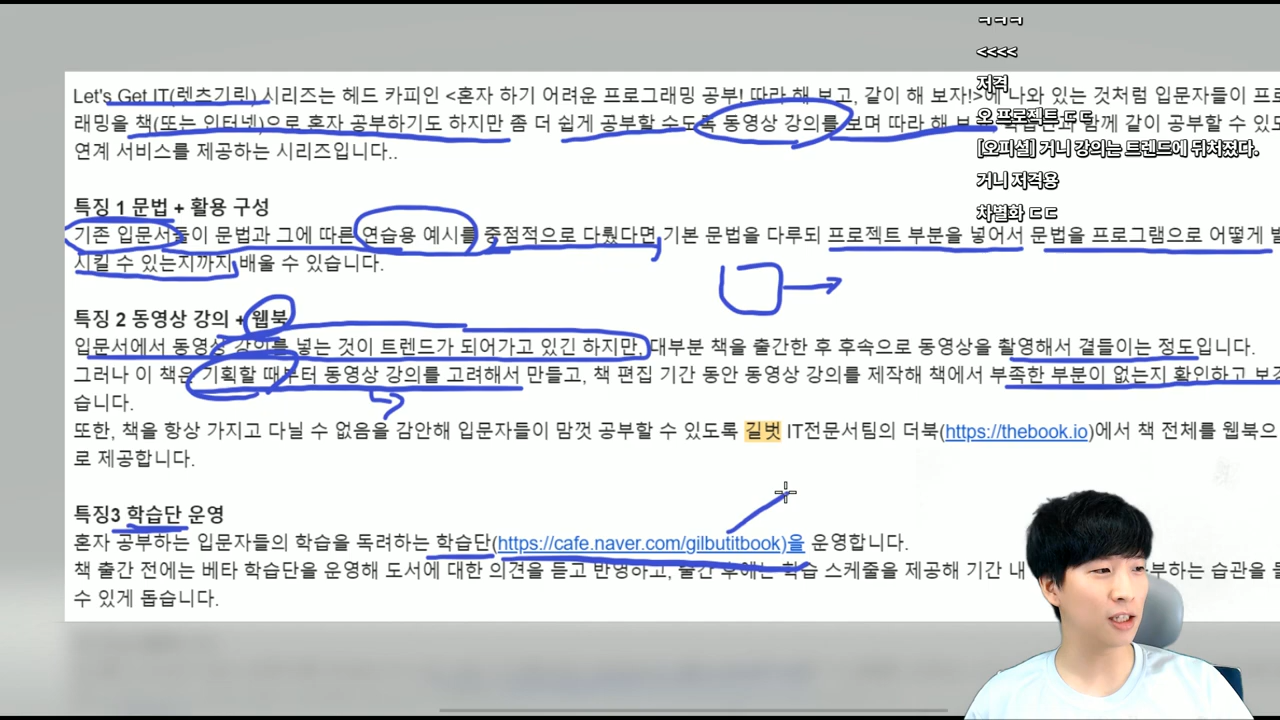 Let's Get IT(렛츠기릿) 시리즈는 헤드 카피인 <혼자 하기 어려운 프로그래밍 공부! 따라 해 보고, 같이 해 보자!>에 나와 있는 것처럼 입문자들이 프로
래밍을 책(또는 인터넷)으로 혼자 공부하기도 하지만 좀 더 쉽게 공부할 수도록 동영상 강의를 보며 따라 해 보 함께 같이 공부할 수 있도
연계 서비스를 제공하는 시리즈입니다..
특징 1 문법 + 활용 구성
기존 입문서들이 문법과 그에 따른 연습용 예시를 중점적으로 다뤘다면, 기본 문법을 다루되 프로젝트 부분을 넣어서 문법을 프로그램으로 어떻게 발
시킬 수 있는지까지 배울 수 있습니다.
특징 2 동영상 강의 + 웹북
입문서에서 동영상 강의를 넣는 것이 트렌드가 되어가고 있긴 하지만, 대부분 책을 출간한 후 후속으로 동영상을 촬영해서 곁들이는 정도입니다.
그러나 이 책은 기획할 때부터 동영상 강의를 고려해서 만들고, 책 편집 기간 동안 동영상 강의를 제작해 책에서 부족한 부분이 없는지 확인하고 보강
습니다.
또한, 책을 항상 가지고 다닐 수 없음을 감안해 입문자들이 맘껏 공부할 수 있도록 길벗 IT전문서팀의 더북(https://thebook.io)에서 책 전체를 웹북으
로 제공합니다.
특징3 학습단 운영
혼자 공부하는 입문자들의 학습을 독려하는 학습단(https://cafe.naver.com/gilbutitbook)을 운영합니다.
책 출간 전에는 베타 학습단을 운영해 도서에 대한 의견을 듣고 반영하고, 출간 후에는 학습 스케줄을 제공해 기간 내 부하는 습관을 들
수 있게 돕습니다.
ㅋㅋㅋ
<<<<
저격
오 프로젝트 ㄷㄷ
[오피셜] 거니 강의는 트렌드에 뒤처졌다.
거니 저격용
차별화 ㄷㄷ